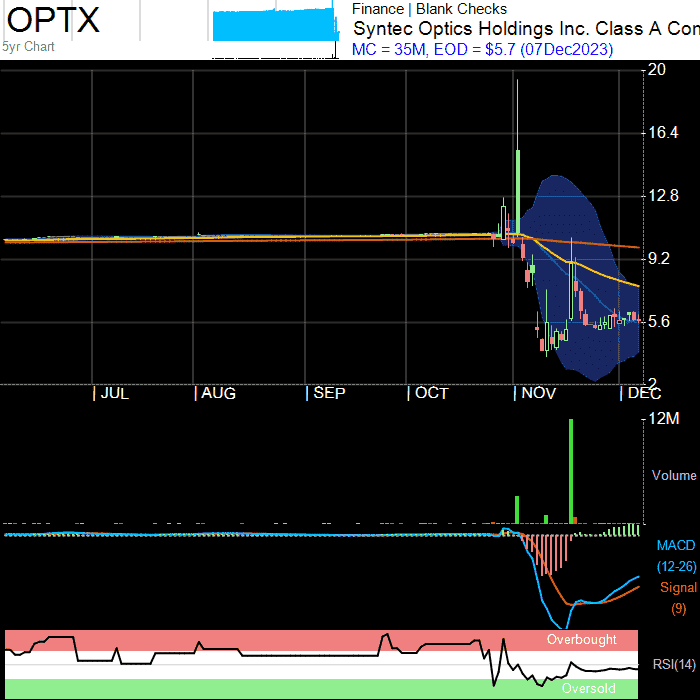 OPTX
5yr Chart
Finance | Blank Checks
Syntec Optics Holdings Inc. Class A Con
MC = 35M, EOD = $5.7 (07Dec2023)
20
16.4
12.8
9.2
5.6
2
| JUL | AUG | SEP | OCT | NOV | DEC
12M
Volume
MACD
(12-26)
Signal
(9)
Overbought
RSI(14)
Oversold